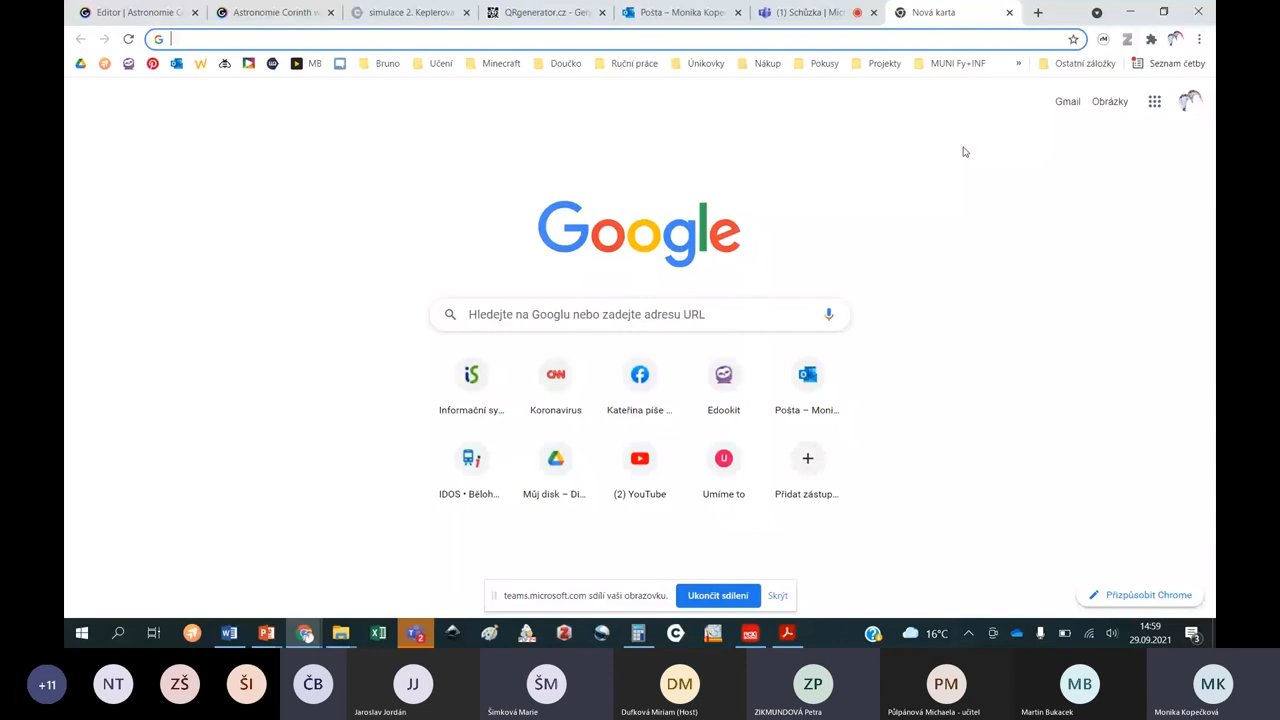 Editor | Astronomie C
Astronomie Corinth w
simulace 2. Keplerova
QRgenerator.cz - Gen
Pošta – Monika Kope
(1) Schůzka | Micr
Nová karta
MB
Bruno
Učení
Minecraft
Doučko
Ruční práce
Únikovky
Nákup
Pokusy
Projekty
MUNI Fy+INF
»
Ostatní záložky
Seznam četby
Gmail
Obrázky
Google
Hledejte na Googlu nebo zadejte adresu URL
Informační sy...
Koronavirus
Kateřina píše ...
Edookit
Pošta – Moni...
IDOS • Běloh...
Můj disk – Di...
(2) YouTube
Umíme to
Přidat zástup...
teams.microsoft.com sdílí vaši obrazovku.
Ukončit sdílení
Skrýt
Přizpůsobit Chrome
16°C
14:59
29.09.2021
+11
NT
ZŠ
ŠI
ČB
JJ
Jaroslav Jordán
ŠM
Šímková Marie
DM
Dufková Miriam (Host)
ZP
ZIKMUNDOVÁ Petra
PM
Půlpánová Michaela - učitel
MB
Martin Bukacek
MK
Monika Kopečková